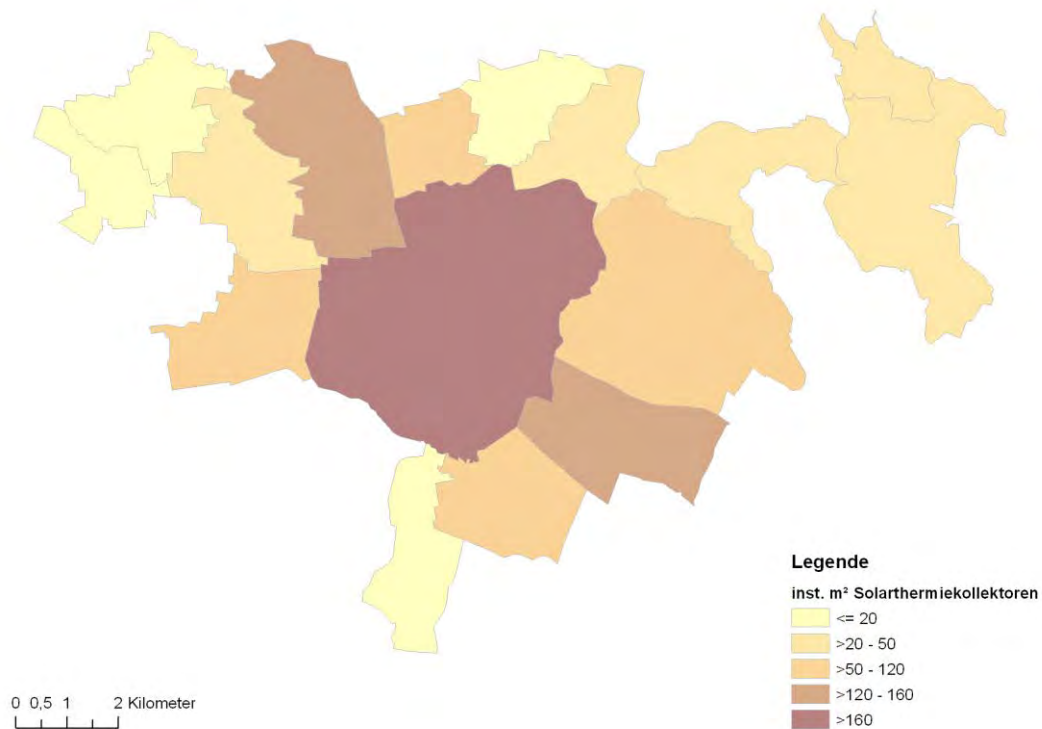 Legende
inst. m² Solarthermiekollektoren
<= 20
>20 - 50
>50 - 120
>120 - 160
>160
0 0,5 1 2 Kilometer